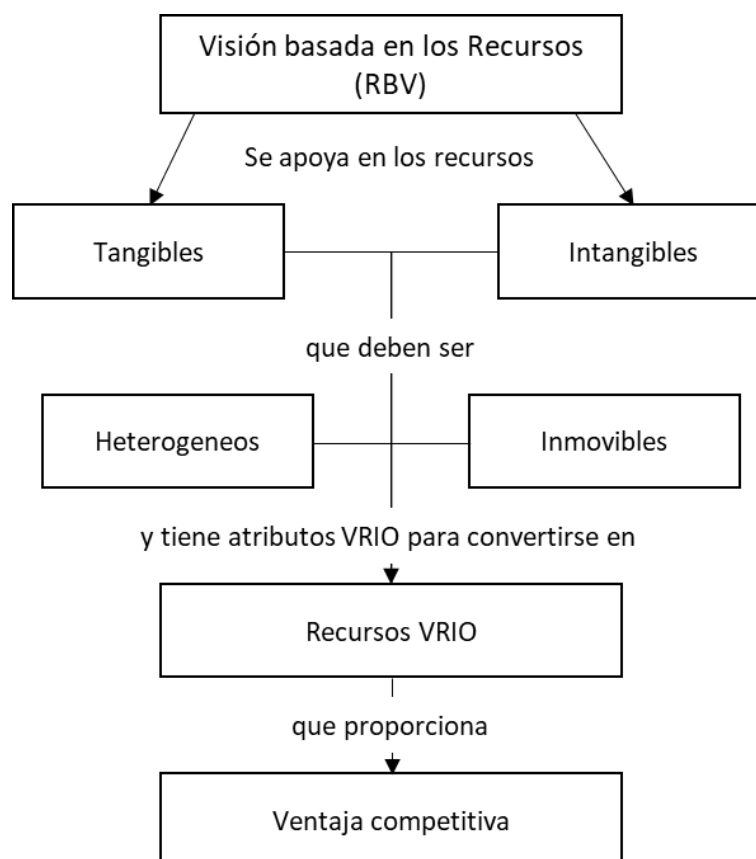 Visión basada en los Recursos
(RBV)
Se apoya en los recursos
Tangibles
Intangibles
que deben ser
Heterogeneos
Inmovibles
y tiene atributos VRIO para convertirse en
Recursos VRIO
que proporciona
Ventaja competitiva